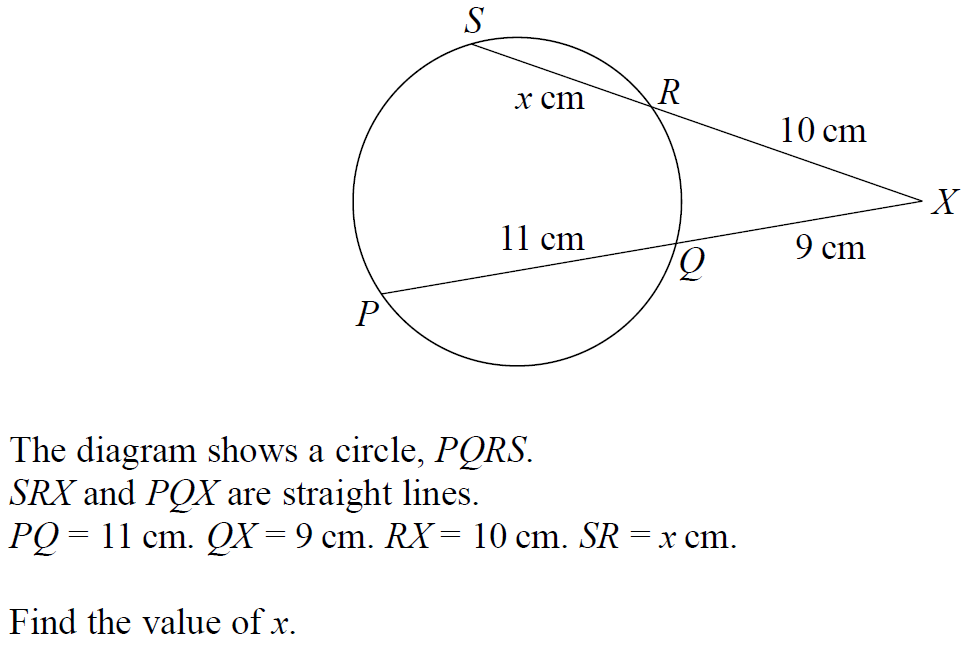 S
x cm
R
10 cm
X
11 cm
9 cm
Q
P
The diagram shows a circle, PQRS.
SRX and PQX are straight lines.
PQ = 11 cm. QX = 9 cm. RX = 10 cm. SR = x cm.
Find the value of x.